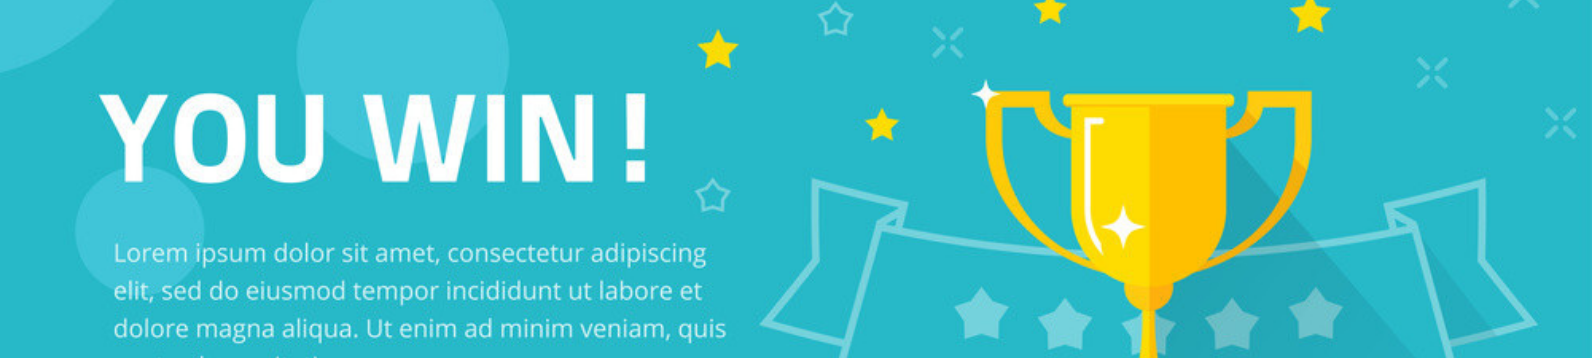 YOU WIN!
Lorem ipsum dolor sit amet, consectetur adipiscing
elit, sed do eiusmod tempor incididunt ut labore et
dolore magna aliqua. Ut enim ad minim veniam, quis